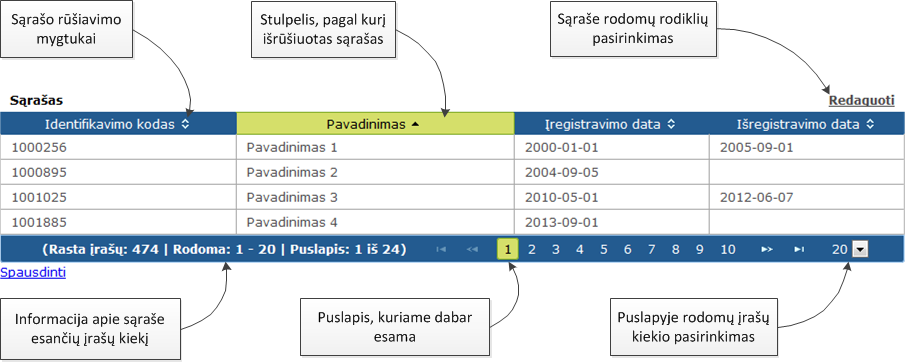 Sąrašo rūšiavimo
mygtukai
Stulpelis, pagal kurį
išrūšiuotas sąrašas
Sąraše rodomų rodiklių
pasirinkimas
Sąrašas
Redaguoti
Identifikavimo kodas Pavadinimas Įregistravimo data Išregistravimo data
1000256 Pavadinimas 1 2000-01-01 2005-09-01
1000895 Pavadinimas 2 2004-09-05
1001025 Pavadinimas 3 2010-05-01 2012-06-07
1001885 Pavadinimas 4 2013-09-01
(Rasta įrašų: 474 | Rodoma: 1 - 20 | Puslapis: 1 iš 24) 1 2 3 4 5 6 7 8 9 10 20
Spausdinti
Informacija apie sąraše
esančių įrašų kiekį
Puslapis, kuriame dabar
esama
Puslapyje rodomų įrašų
kiekio pasirinkimas